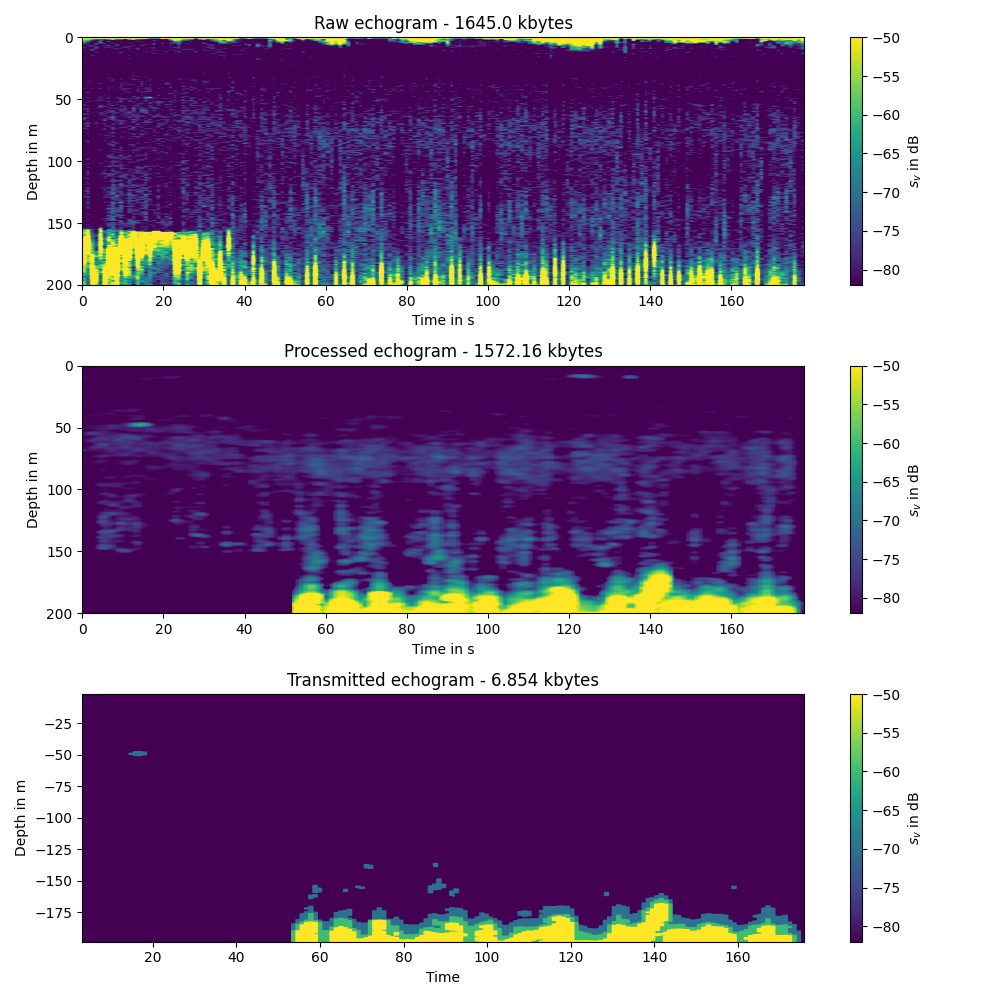 Raw echogram - 1645.0 kbytes
0
50
100
150
200
Depth in m
0 20 40 60 80 100 120 140 160
Time in s
−50
−55
−60
−65
−70
−75
−80
sv in dB
Processed echogram - 1572.16 kbytes
0
50
100
150
200
Depth in m
0 20 40 60 80 100 120 140 160
Time in s
−50
−55
−60
−65
−70
−75
−80
sv in dB
Transmitted echogram - 6.854 kbytes
−25
−50
−75
−100
−125
−150
−175
Depth in m
20 40 60 80 100 120 140 160
Time
−50
−55
−60
−65
−70
−75
−80
sv in dB